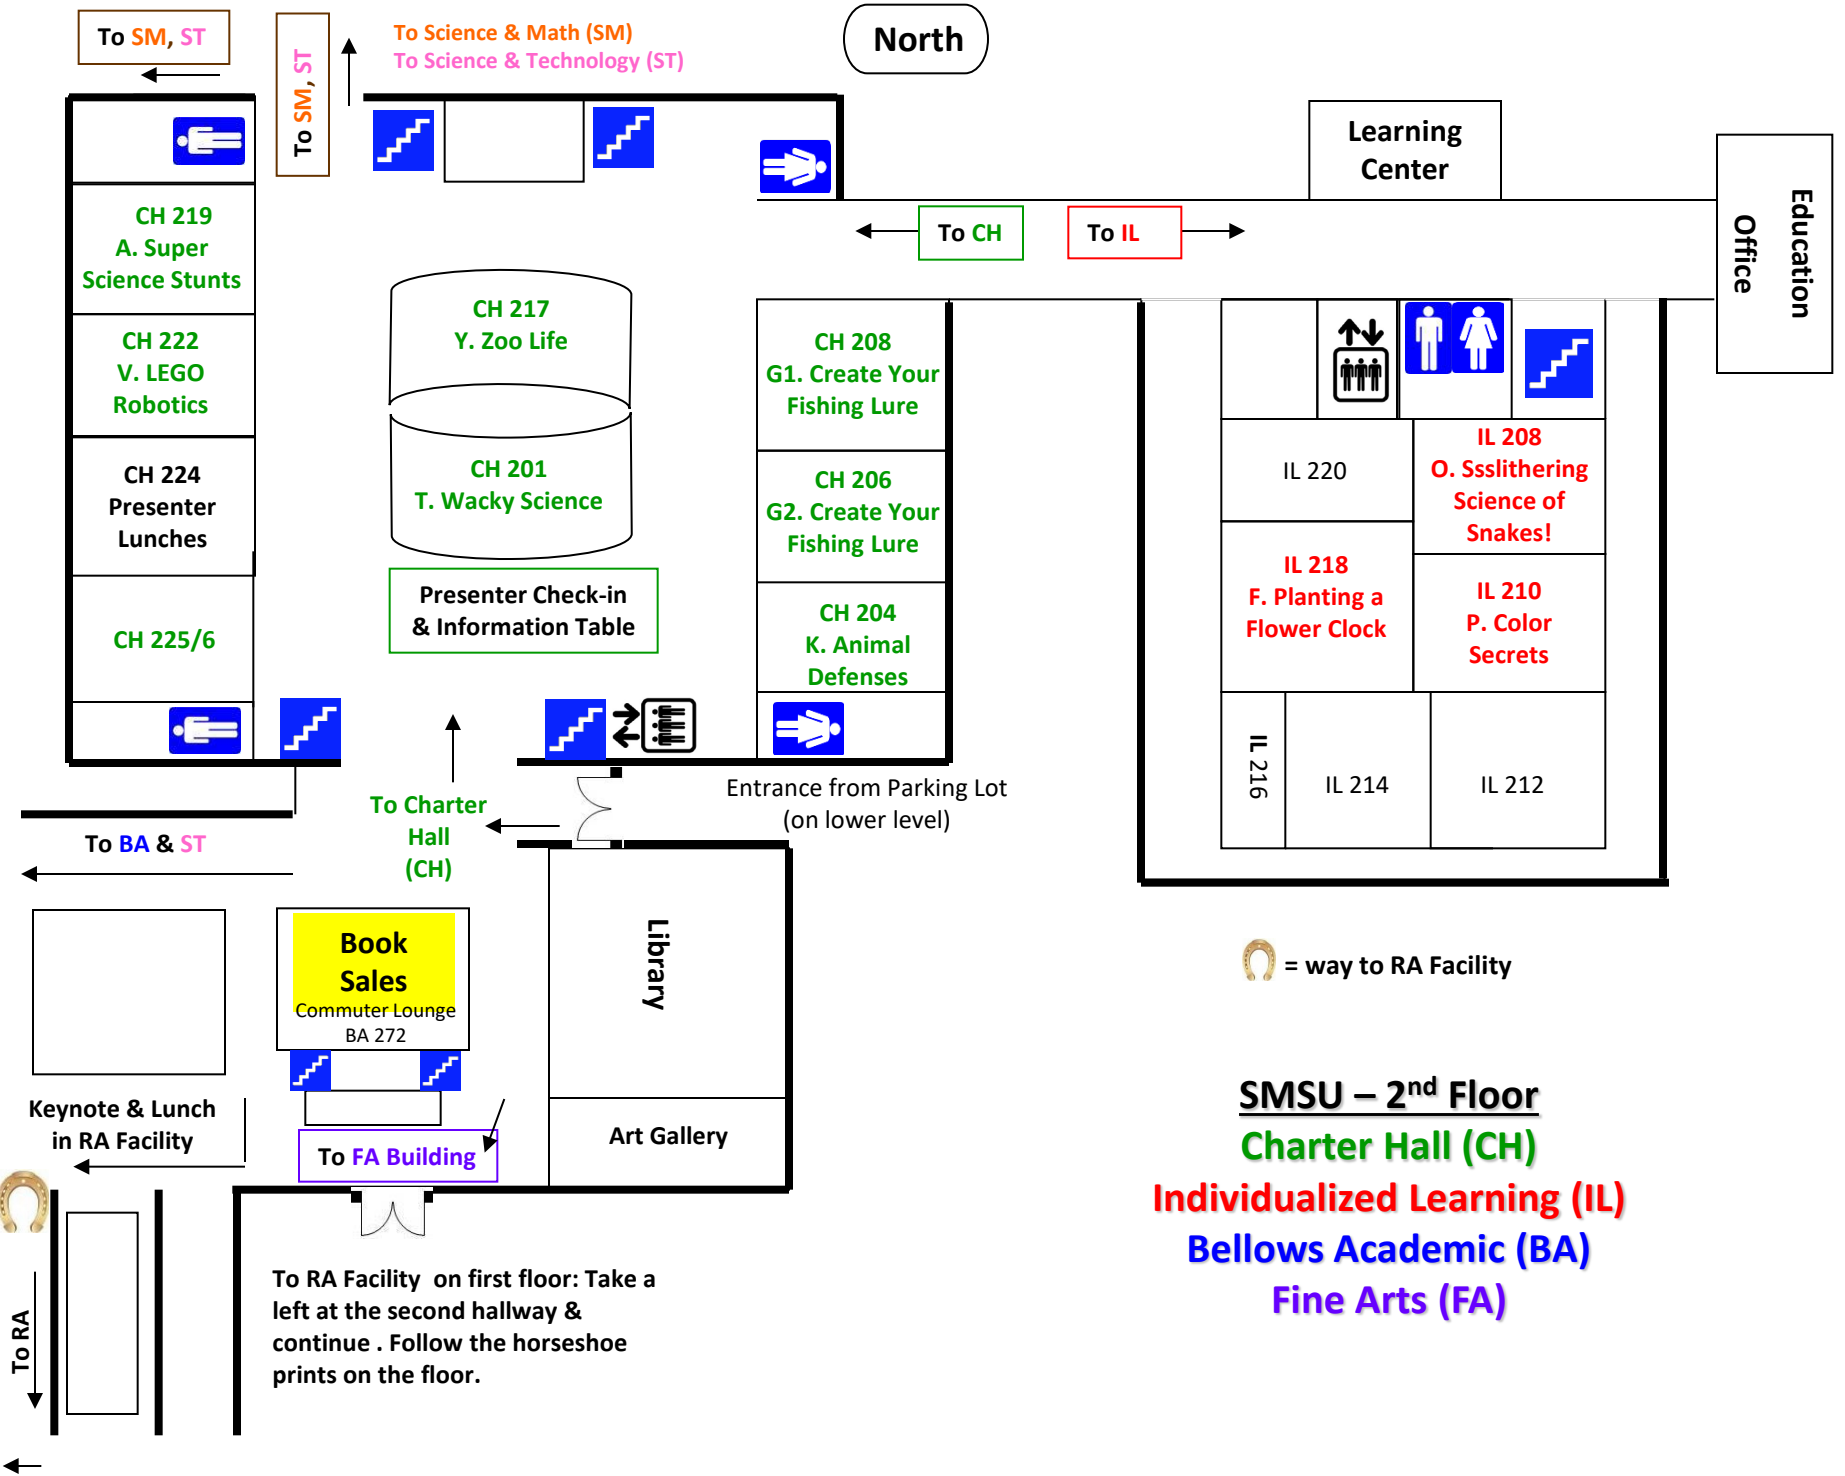 To SM, ST
To SM, ST
To Science & Math (SM)
To Science & Technology (ST)
North
Learning
Center
Education
Office
To CH
To IL
CH 219
A. Super
Science Stunts
CH 222
V. LEGO
Robotics
CH 224
Presenter
Lunches
CH 225/6
CH 217
Y. Zoo Life
CH 201
T. Wacky Science
Presenter Check-in
& Information Table
CH 208
G1. Create Your
Fishing Lure
CH 206
G2. Create Your
Fishing Lure
CH 204
K. Animal
Defenses
IL 220
IL 208
O. Ssslithering
Science of
Snakes!
IL 218
F. Planting a
Flower Clock
IL 210
P. Color
Secrets
IL 216
IL 214
IL 212
To Charter
Hall
(CH)
Entrance from Parking Lot
(on lower level)
To BA & ST
Book
Sales
Commuter Lounge
BA 272
Library
Art Gallery
Keynote & Lunch
in RA Facility
To FA Building
To RA
To RA Facility on first floor: Take a
left at the second hallway &
continue . Follow the horseshoe
prints on the floor.
= way to RA Facility
SMSU – 2nd Floor
Charter Hall (CH)
Individualized Learning (IL)
Bellows Academic (BA)
Fine Arts (FA)